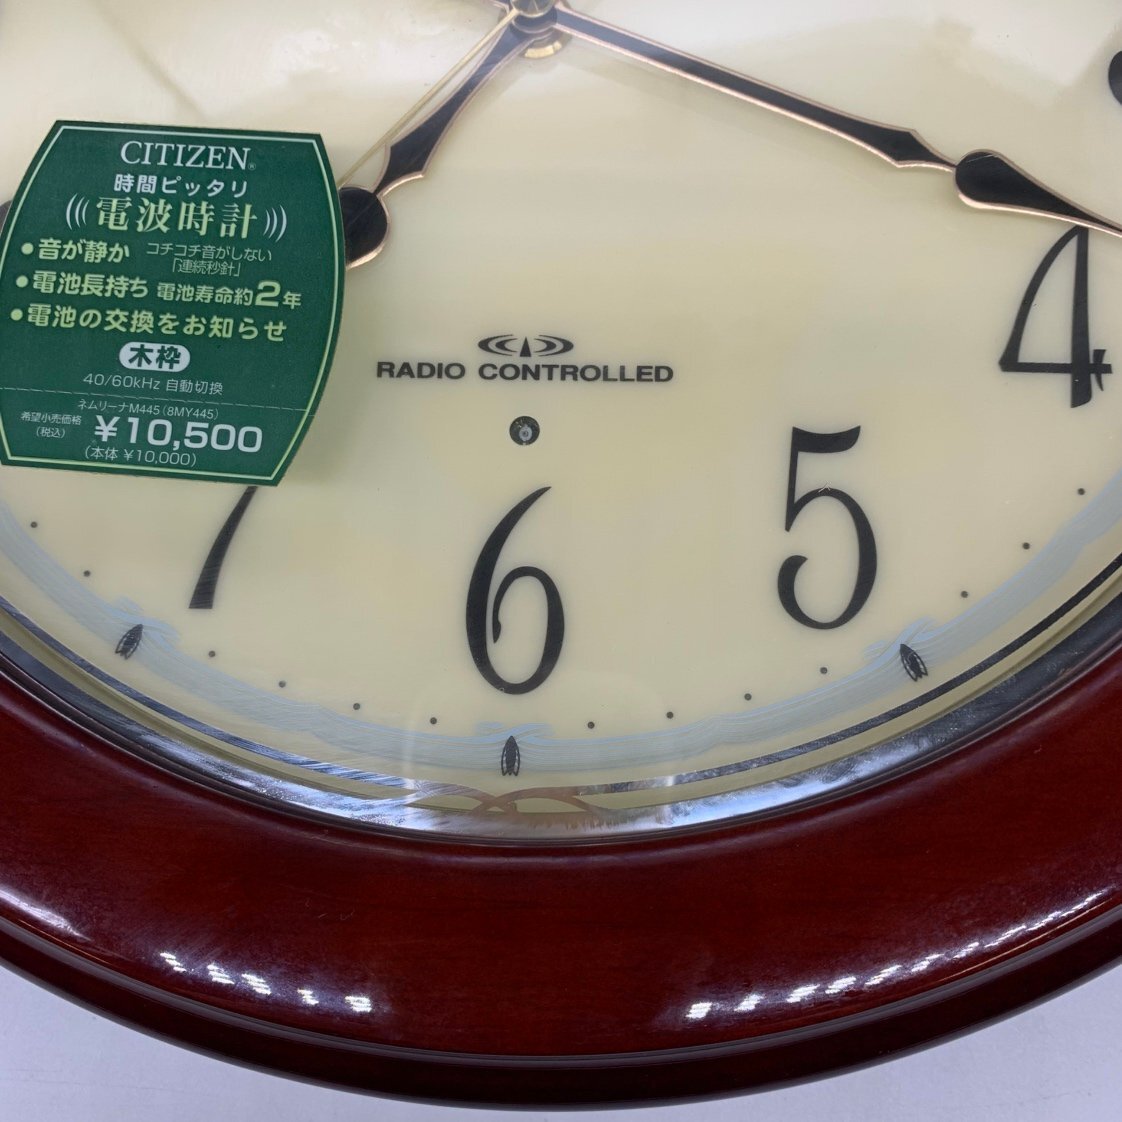 CITIZEN®
時間ピッタリ
電波時計
●音が静か コチコチ音がしない
「連続秒針」
●電池長持ち 電池寿命約2年
●電池の交換をお知らせ
木枠
40/60kHz 自動切換
ネムリーナM445(8MY445)
希望小売価格
(税込)
¥10,500
(本体 ¥10,000)
RADIO CONTROLLED
4
5
6
7